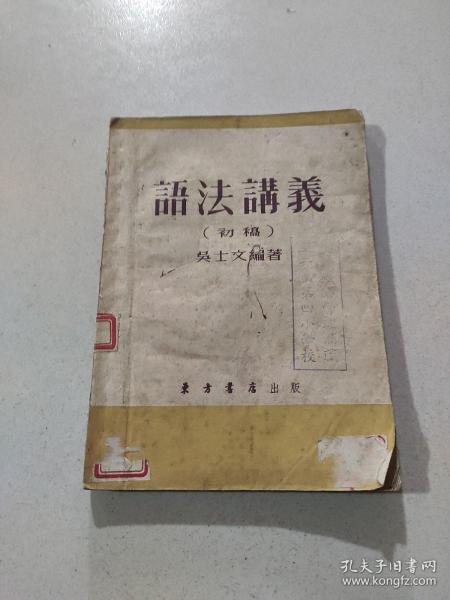 語法講義
（初稿）
吳士文編著
東方書店出版
孔夫子旧书网
www.kongfz.com